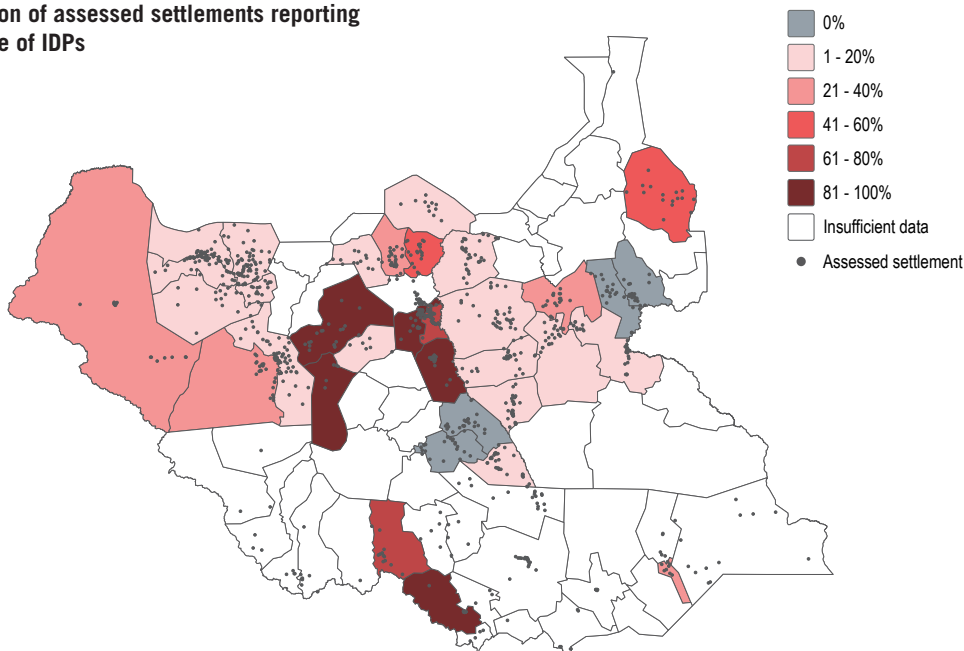 of assessed settlements reporting
of IDPs
0%
1 - 20%
21 - 40%
41 - 60%
61 - 80%
81 - 100%
Insufficient data
Assessed settlement